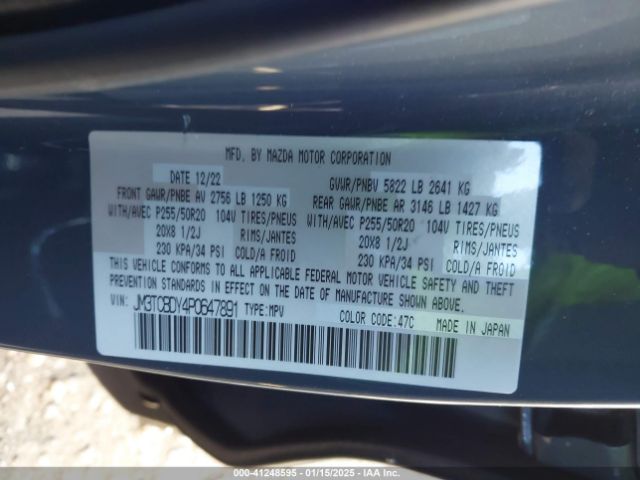 MFD. BY MAZDA MOTOR CORPORATION
DATE 12/22 GVWR/PNBV 5822 LB 2641 KG
FRONT GAWR/PNBE AV 2756 LB 1250 KG REAR GAWR/PNBE AR 3146 LB 1427 KG
WITH/AVEC P255/50R20 104V TIRES/PNEUS WITH/AVEC P255/50R20 104V TIRES/PNEUS
20X8 1/2J RIMS/JANTES 20X8 1/2J RIMS/JANTES
230 KPA/34 PSI COLD/A FROID 230 KPA/34 PSI COLD/A FROID
THIS VEHICLE CONFORMS TO ALL APPLICABLE FEDERAL MOTOR VEHICLE SAFETY AND THEFT
PREVENTION STANDARDS IN EFFECT ON THE DATE OF MANUFACTURE SHOWN ABOVE.
VIN: JM3TCBDY4P0647891 TYPE:MPV COLOR CODE:47C MADE IN JAPAN
000-41248595 - 01/15/2025 - IAA Inc.